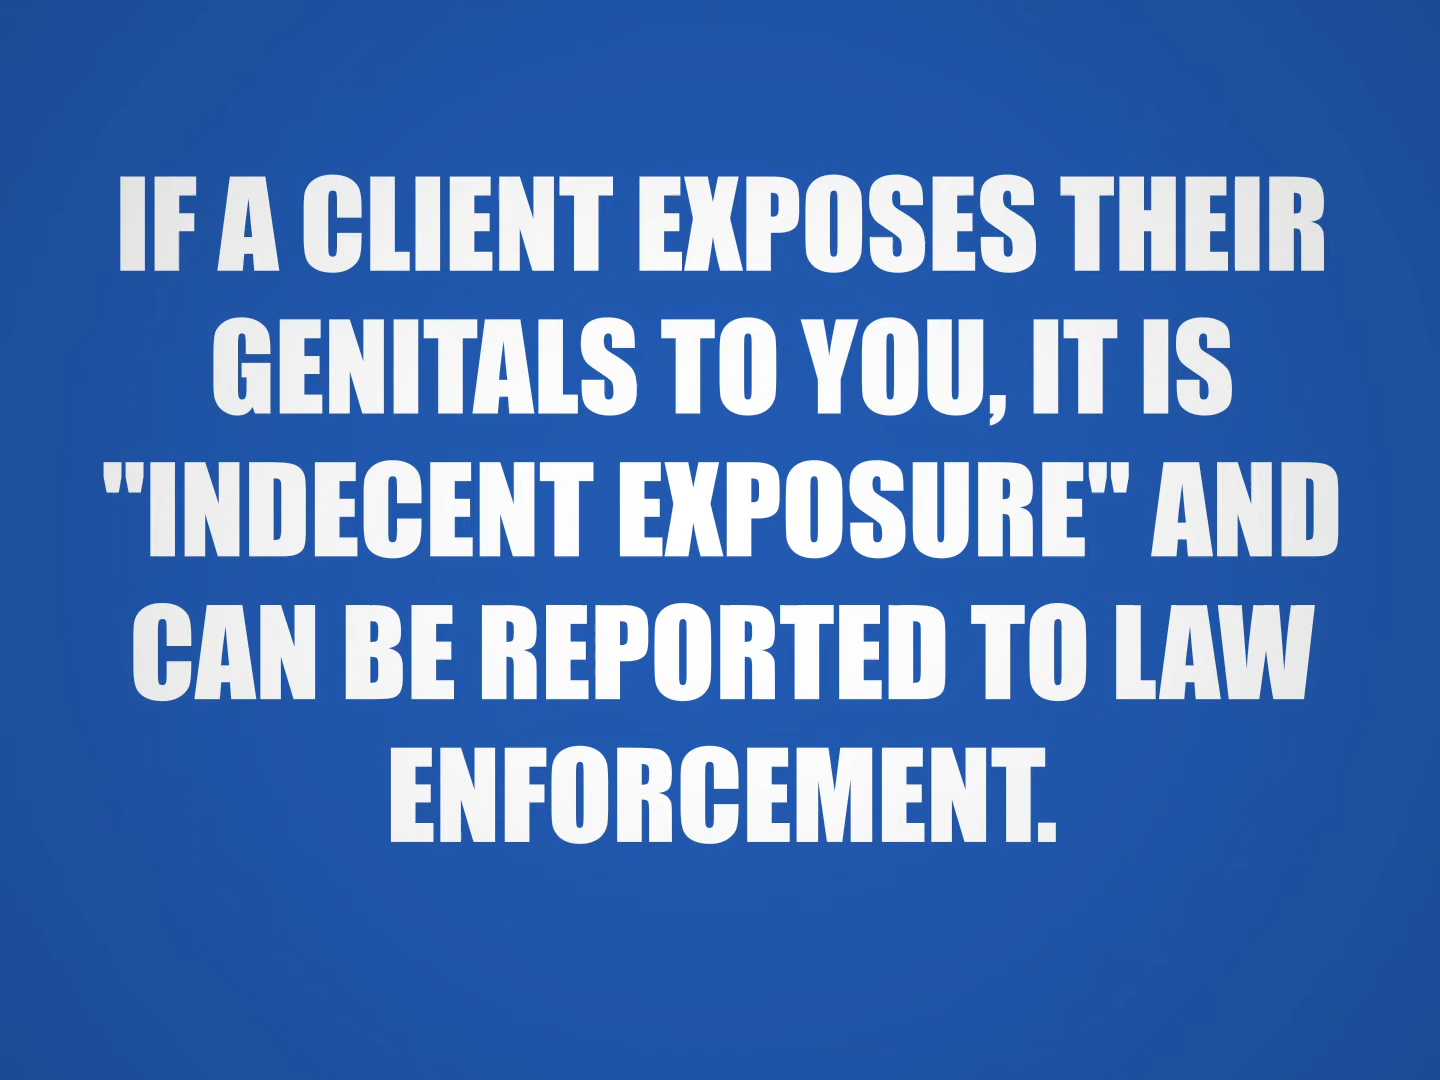 IF A CLIENT EXPOSES THEIR
GENITALS TO YOU, IT IS
"INDECENT EXPOSURE" AND
CAN BE REPORTED TO LAW
ENFORCEMENT.